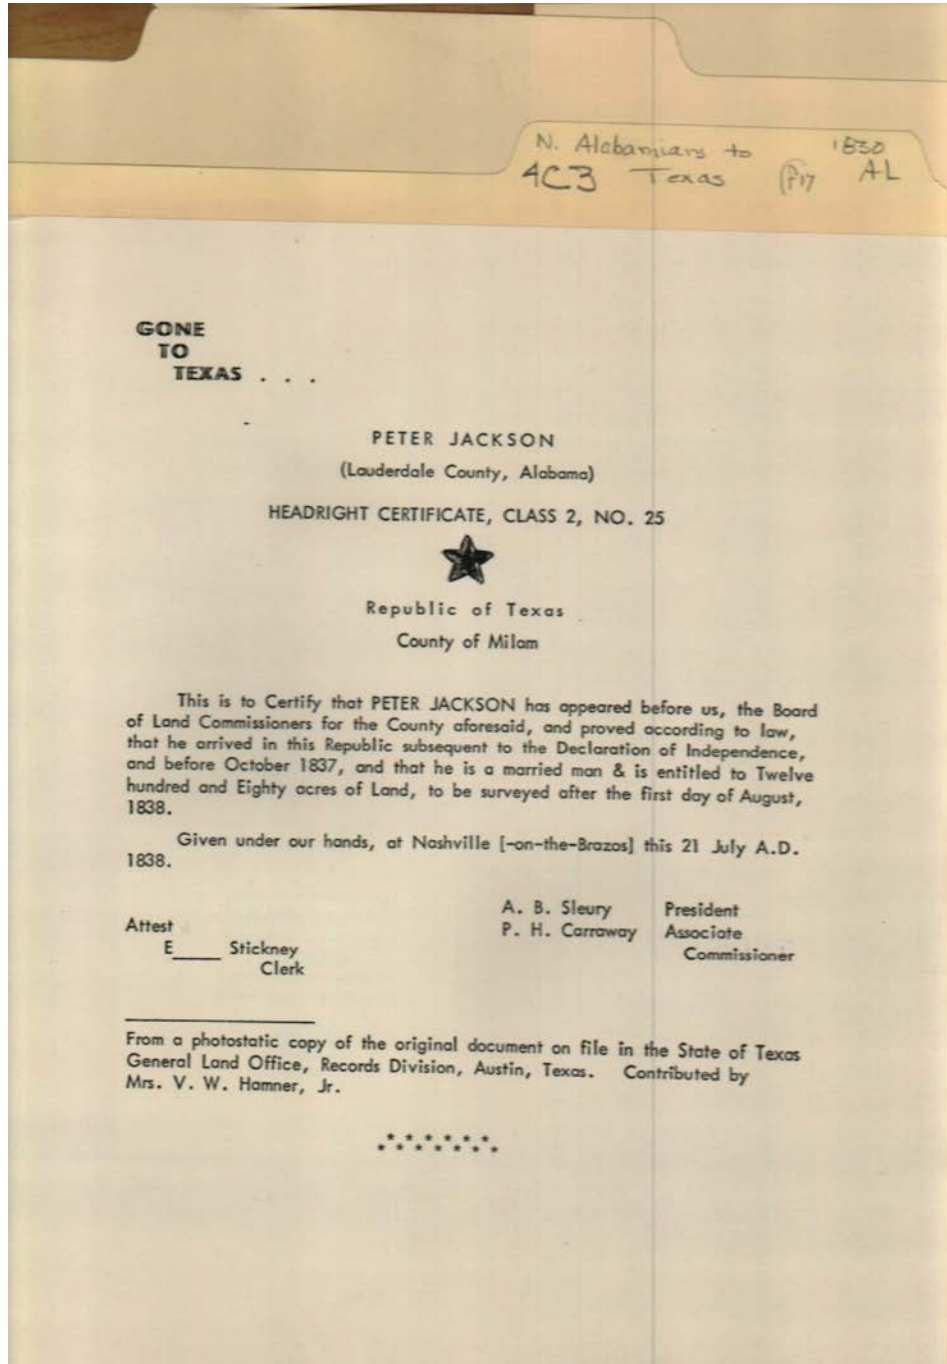 N. Alabamians to 1830
4C3 Texas P17 AL
GONE
TO
TEXAS . . .
PETER JACKSON
(Lauderdale County, Alabama)
HEADRIGHT CERTIFICATE, CLASS 2, NO. 25
Republic of Texas
County of Milam
This is to Certify that PETER JACKSON has appeared before us, the Board
of Land Commissioners for the County aforesaid, and proved according to law,
that he arrived in this Republic subsequent to the Declaration of Independence,
and before October 1837, and that he is a married man & is entitled to Twelve
hundred and Eighty acres of Land, to be surveyed after the first day of August,
1838.
Given under our hands, at Nashville [-on-the-Brazos] this 21 July A.D.
1838.
A. B. Sleury President
Attest P. H. Carraway Associate
E_____ Stickney Commissioner
Clerk
From a photostatic copy of the original document on file in the State of Texas
General Land Office, Records Division, Austin, Texas. Contributed by
Mrs. V. W. Hamner, Jr.